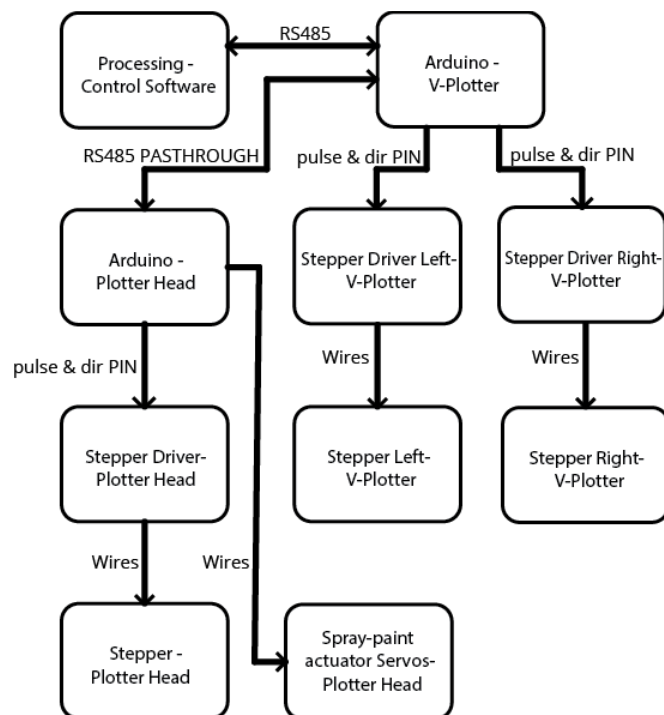 RS485
Processing -
Control Software
Arduino -
V-Plotter
RS485 PASTHROUGH
pulse & dir PIN
pulse & dir PIN
Arduino -
Plotter Head
Stepper Driver Left-
V-Plotter
Stepper Driver Right-
V-Plotter
pulse & dir PIN
Wires
Wires
Stepper Driver-
Plotter Head
Stepper Left-
V-Plotter
Stepper Right-
V-Plotter
Wires
Wires
Stepper -
Plotter Head
Spray-paint
actuator Servos-
Plotter Head